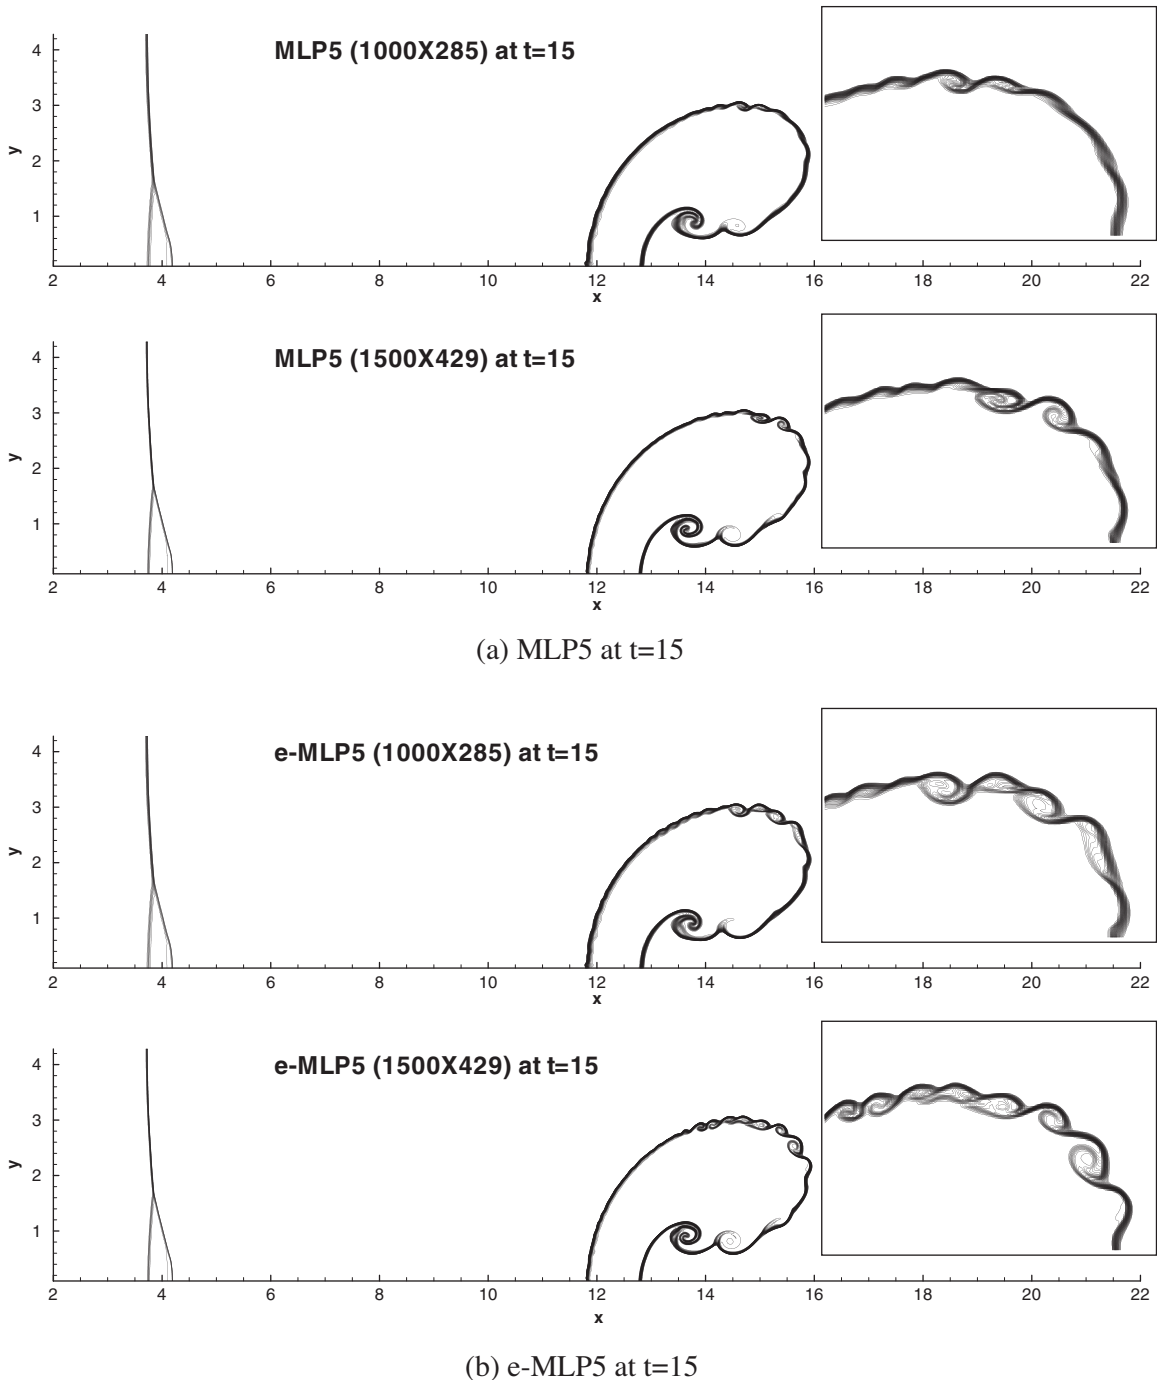 MLP5 (1000X285) at t=15
4
3
2
1
y
2 4 6 8 10 12 14 16 18 20 22
x
MLP5 (1500X429) at t=15
4
3
2
1
y
2 4 6 8 10 12 14 16 18 20 22
x
(a) MLP5 at t=15
e-MLP5 (1000X285) at t=15
4
3
2
1
y
2 4 6 8 10 12 14 16 18 20 22
x
e-MLP5 (1500X429) at t=15
4
3
2
1
y
2 4 6 8 10 12 14 16 18 20 22
x
(b) e-MLP5 at t=15